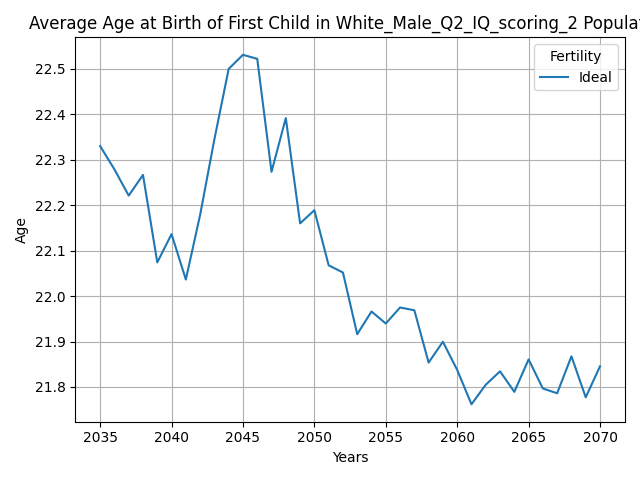 Average Age at Birth of First Child in White_Male_Q2_IQ_scoring_2 Populat
Fertility
Ideal
22.5
22.4
22.3
22.2
22.1
22.0
21.9
21.8
Age
2035 2040 2045 2050 2055 2060 2065 2070
Years